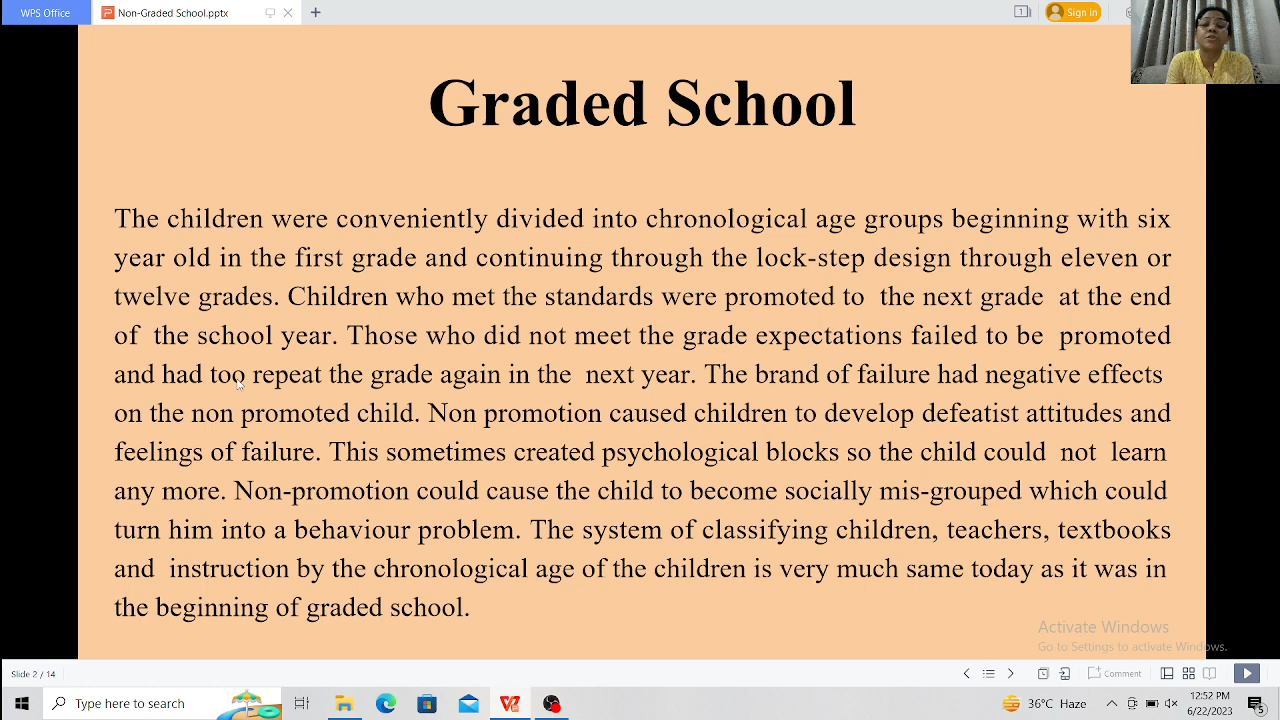 WPS Office
Non-Graded School.pptx
1
Sign in
Graded School
The children were conveniently divided into chronological age groups beginning with six
year old in the first grade and continuing through the lock-step design through eleven or
twelve grades. Children who met the standards were promoted to the next grade at the end
of the school year. Those who did not meet the grade expectations failed to be promoted
and had too repeat the grade again in the next year. The brand of failure had negative effects
on the non promoted child. Non promotion caused children to develop defeatist attitudes and
feelings of failure. This sometimes created psychological blocks so the child could not learn
any more. Non-promotion could cause the child to become socially mis-grouped which could
turn him into a behaviour problem. The system of classifying children, teachers, textbooks
and instruction by the chronological age of the children is very much same today as it was in
the beginning of graded school.
Activate Windows
Go to Settings to activate Windows.
Slide 2 / 14
Comment
Type here to search
36°C Haze
12:52 PM
6/22/2023
5